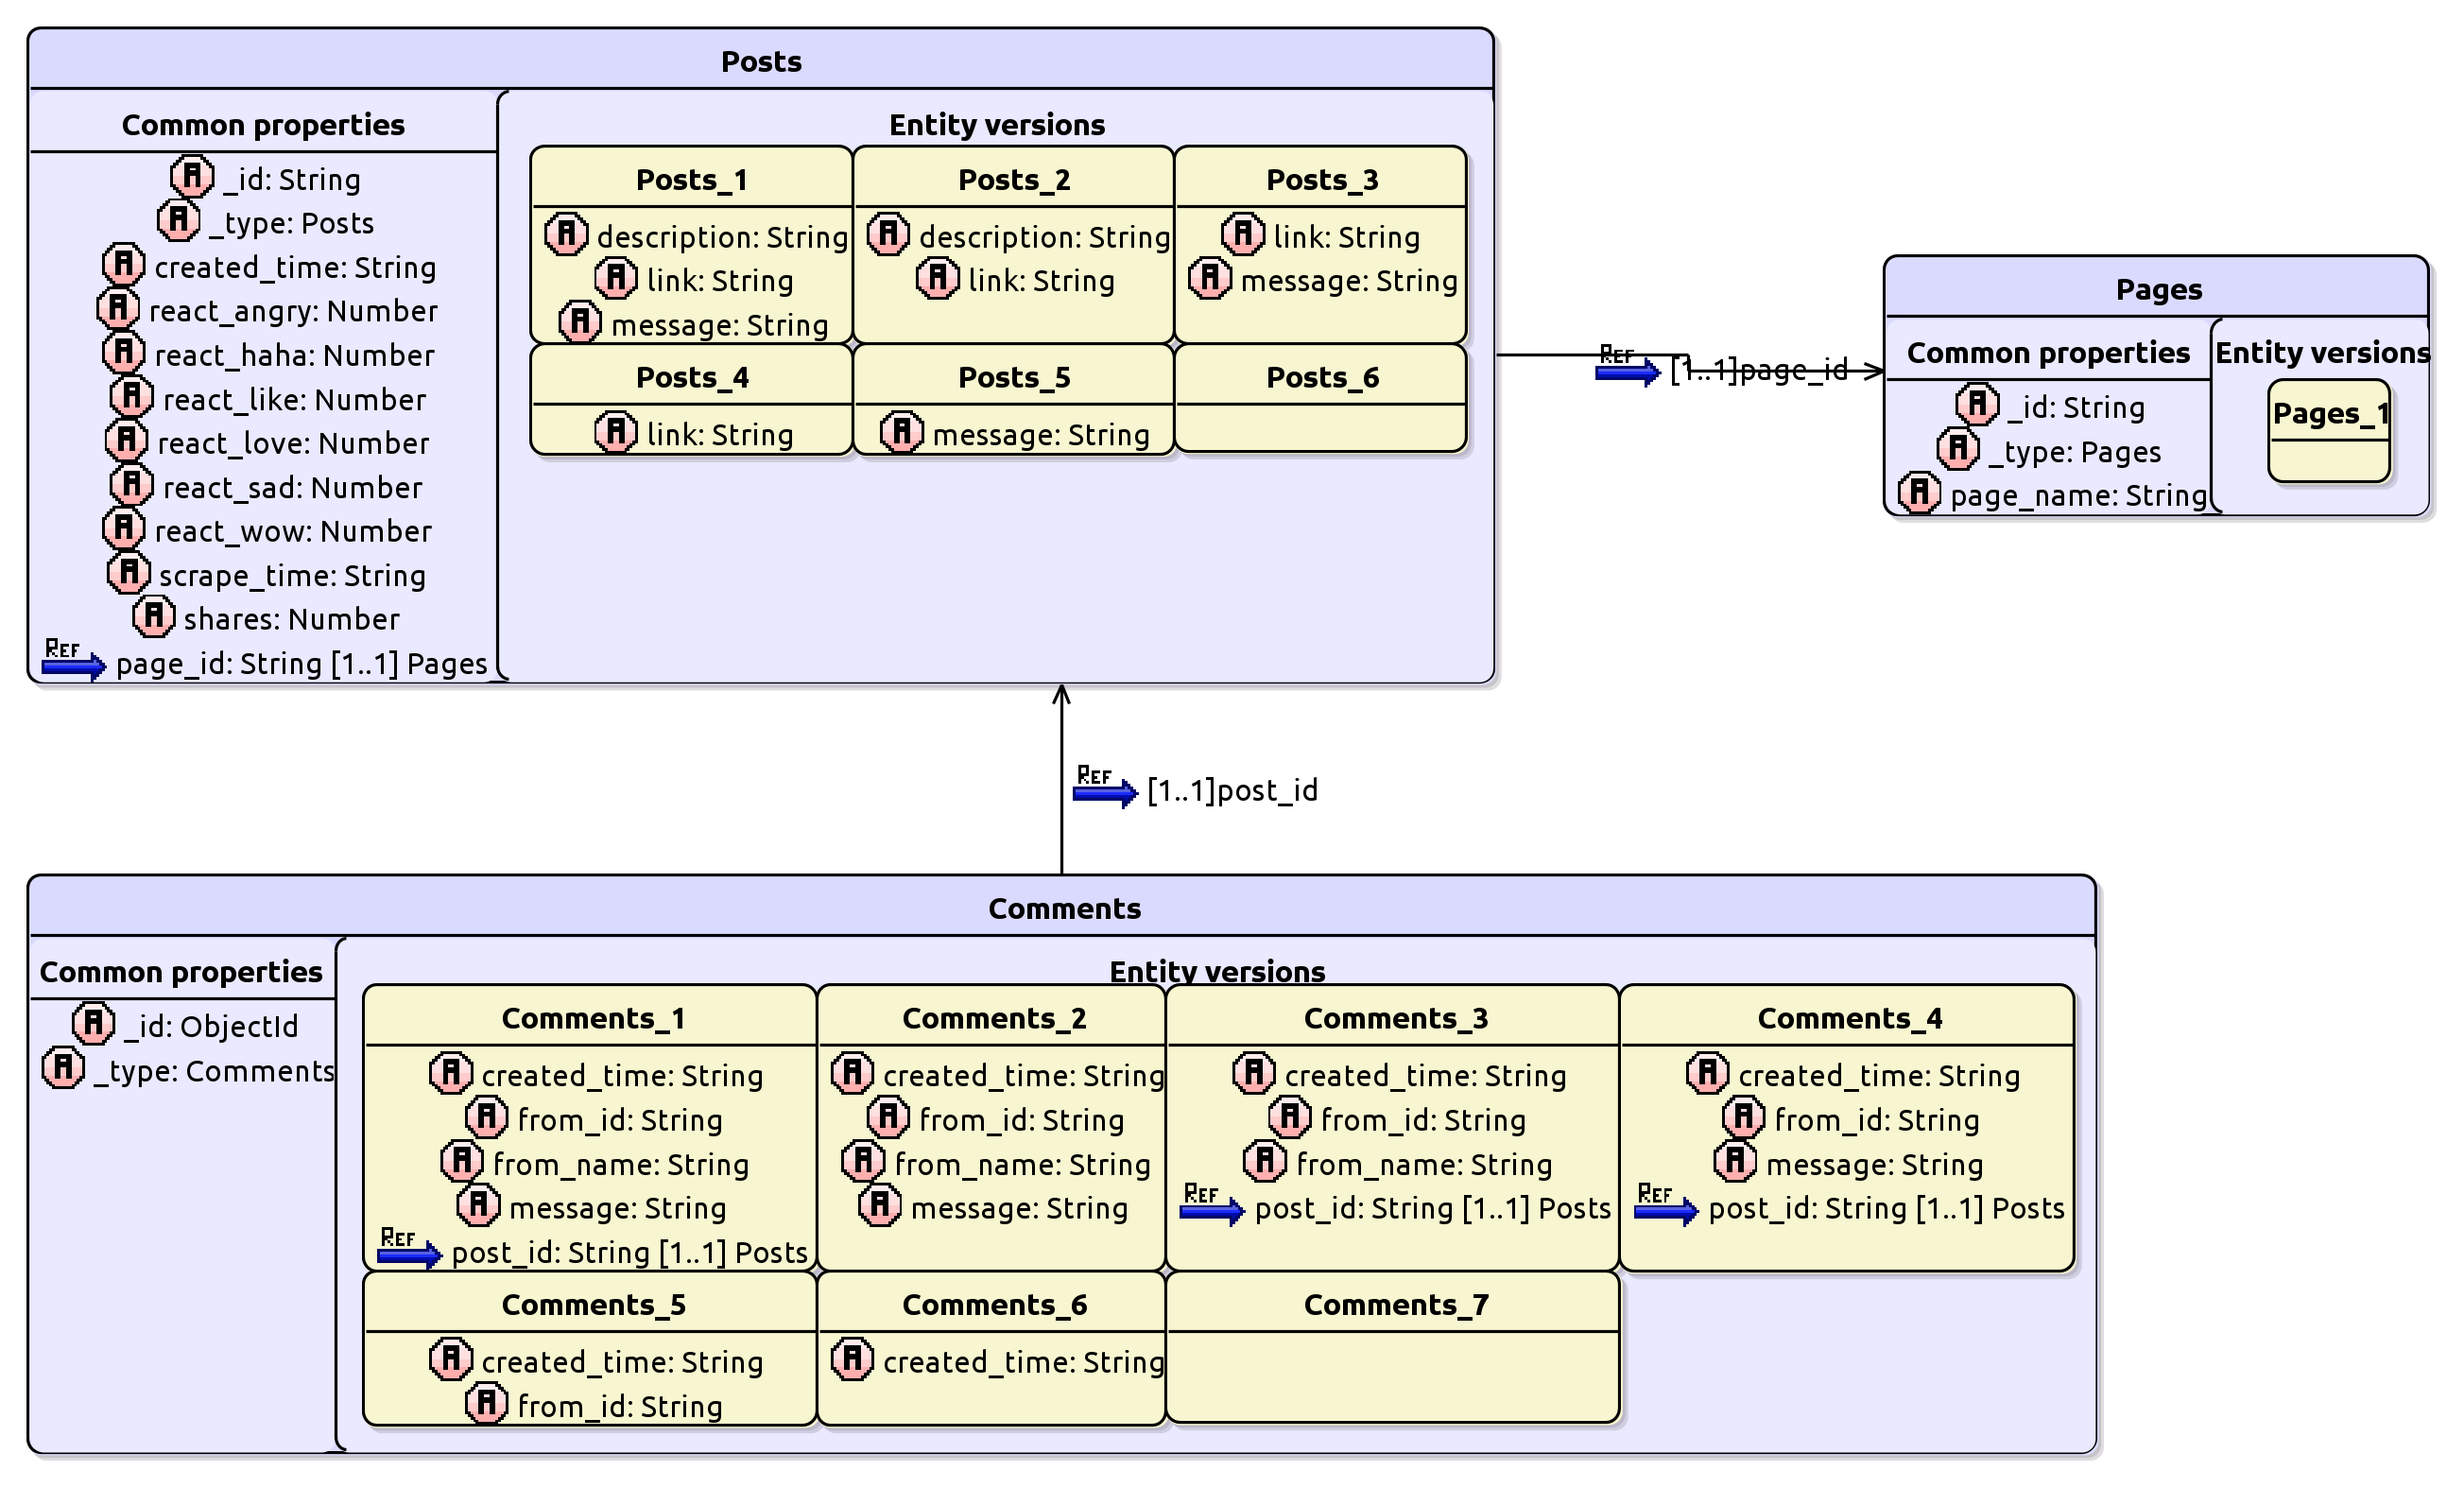 Posts
Common properties
_id: String
_type: Posts
created_time: String
react_angry: Number
react_haha: Number
react_like: Number
react_love: Number
react_sad: Number
react_wow: Number
scrape_time: String
shares: Number
REF page_id: String [1..1] Pages
Entity versions
Posts_1
description: String
link: String
message: String
Posts_2
description: String
link: String
Posts_3
link: String
message: String
Posts_4
link: String
Posts_5
message: String
Posts_6
REF [1..1]page_id
Pages
Common properties
_id: String
_type: Pages
page_name: String
Entity versions
Pages_1
REF [1..1]post_id
Comments
Common properties
_id: ObjectId
_type: Comments
Entity versions
Comments_1
created_time: String
from_id: String
from_name: String
message: String
REF post_id: String [1..1] Posts
Comments_2
created_time: String
from_id: String
from_name: String
message: String
Comments_3
created_time: String
from_id: String
from_name: String
REF post_id: String [1..1] Posts
Comments_4
created_time: String
from_id: String
message: String
REF post_id: String [1..1] Posts
Comments_5
created_time: String
from_id: String
Comments_6
created_time: String
Comments_7